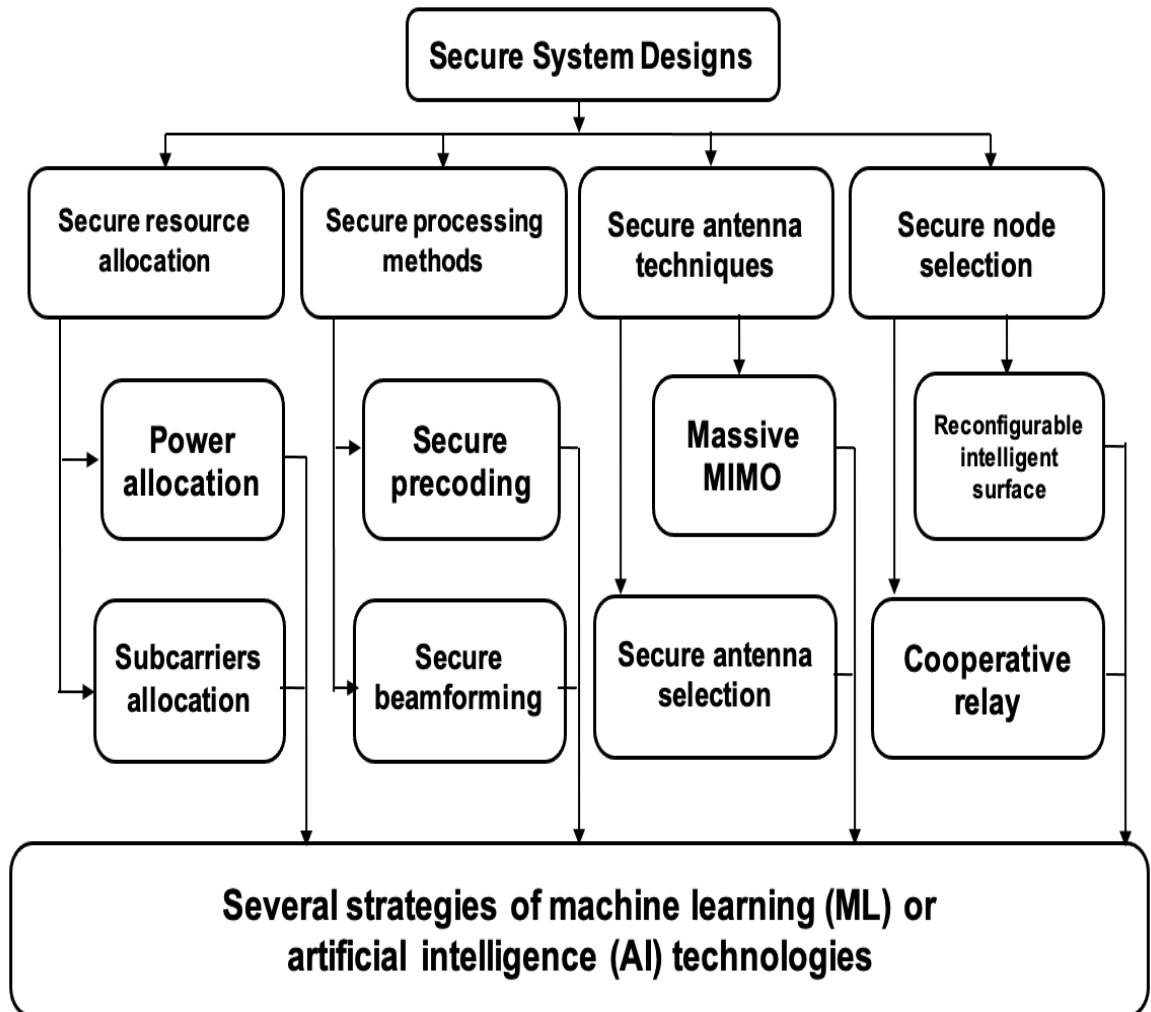 Secure System Designs
Secure resource
allocation
Secure processing
methods
Secure antenna
techniques
Secure node
selection
Power
allocation
Secure
precoding
Massive
MIMO
Reconfigurable
intelligent
surface
Subcarriers
allocation
Secure
beamforming
Secure antenna
selection
Cooperative
relay
Several strategies of machine learning (ML) or
artificial intelligence (AI) technologies